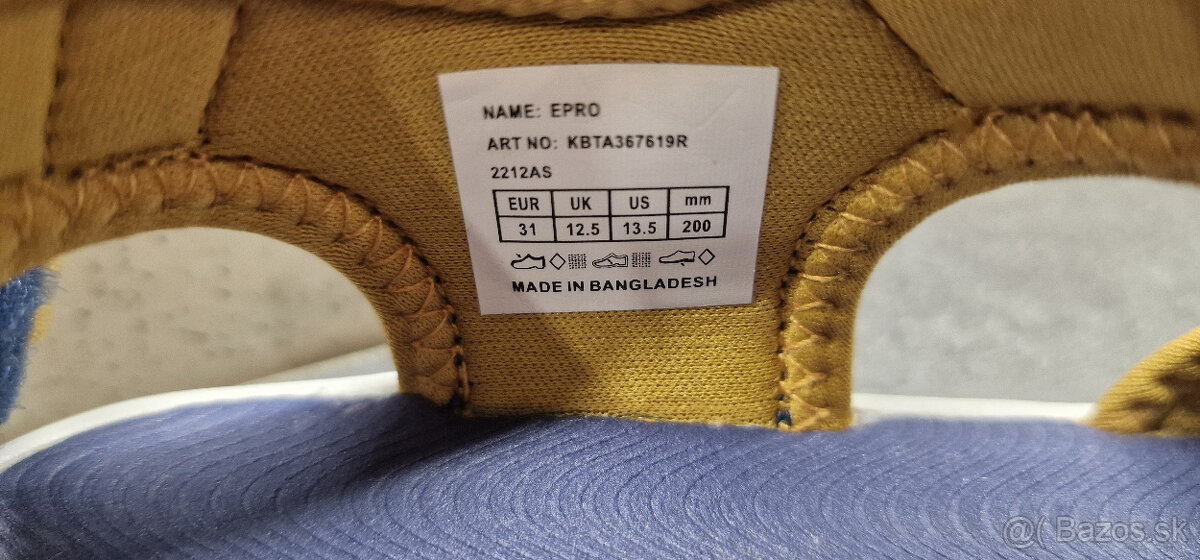 NAME: EPRO
ART NO: KBTA367619R
2212AS
EUR UK US mm
31 12.5 13.5 200
MADE IN BANGLADESH
@( Bazos.sk